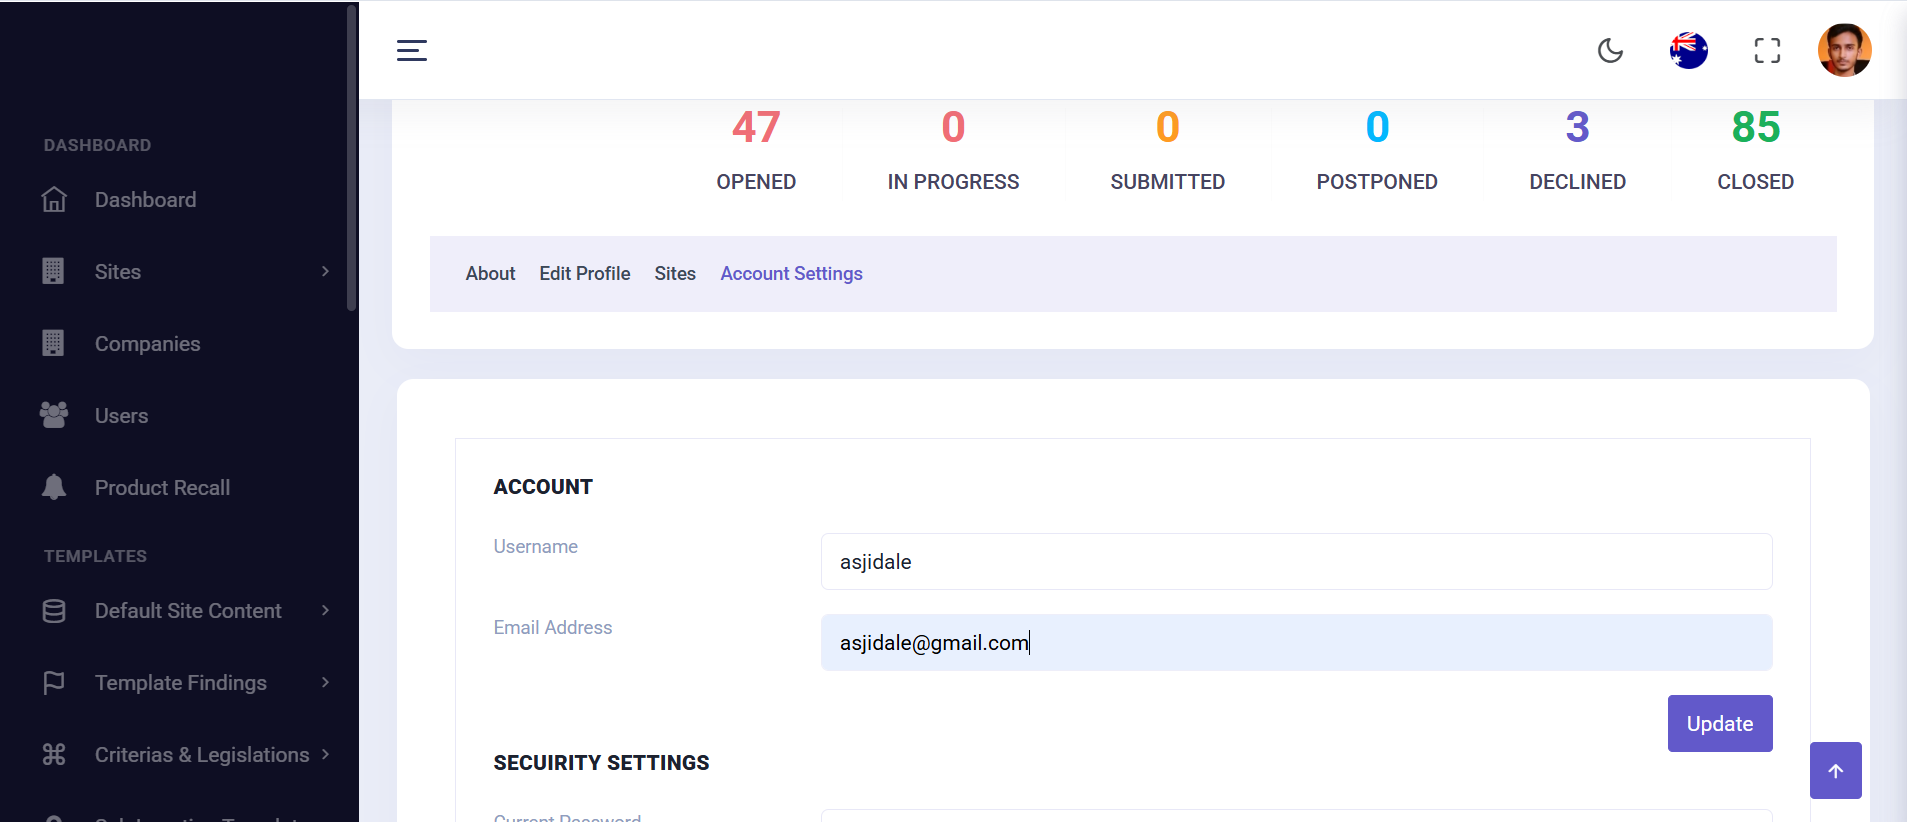 DASHBOARD
Dashboard
Sites
Companies
Users
Product Recall
TEMPLATES
Default Site Content
Template Findings
Criterias & Legislations
47 0 0 0 3 85
OPENED IN PROGRESS SUBMITTED POSTPONED DECLINED CLOSED
About Edit Profile Sites Account Settings
ACCOUNT
Username
asjidale
Email Address
asjidale@gmail.com
Update
SECUIRITY SETTINGS
Current Password